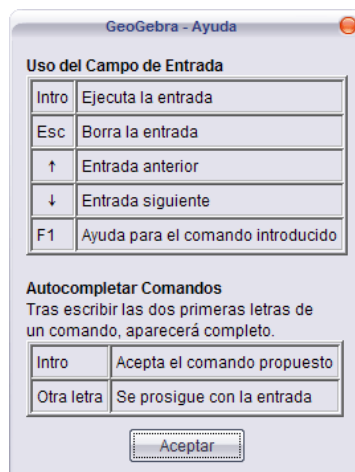 GeoGebra - Ayuda
Uso del Campo de Entrada
Intro Ejecuta la entrada
Esc Borra la entrada
↑ Entrada anterior
↓ Entrada siguiente
F1 Ayuda para el comando introducido
Autocompletar Comandos
Tras escribir las dos primeras letras de
un comando, aparecerá completo.
Intro Acepta el comando propuesto
Otra letra Se prosigue con la entrada
Aceptar